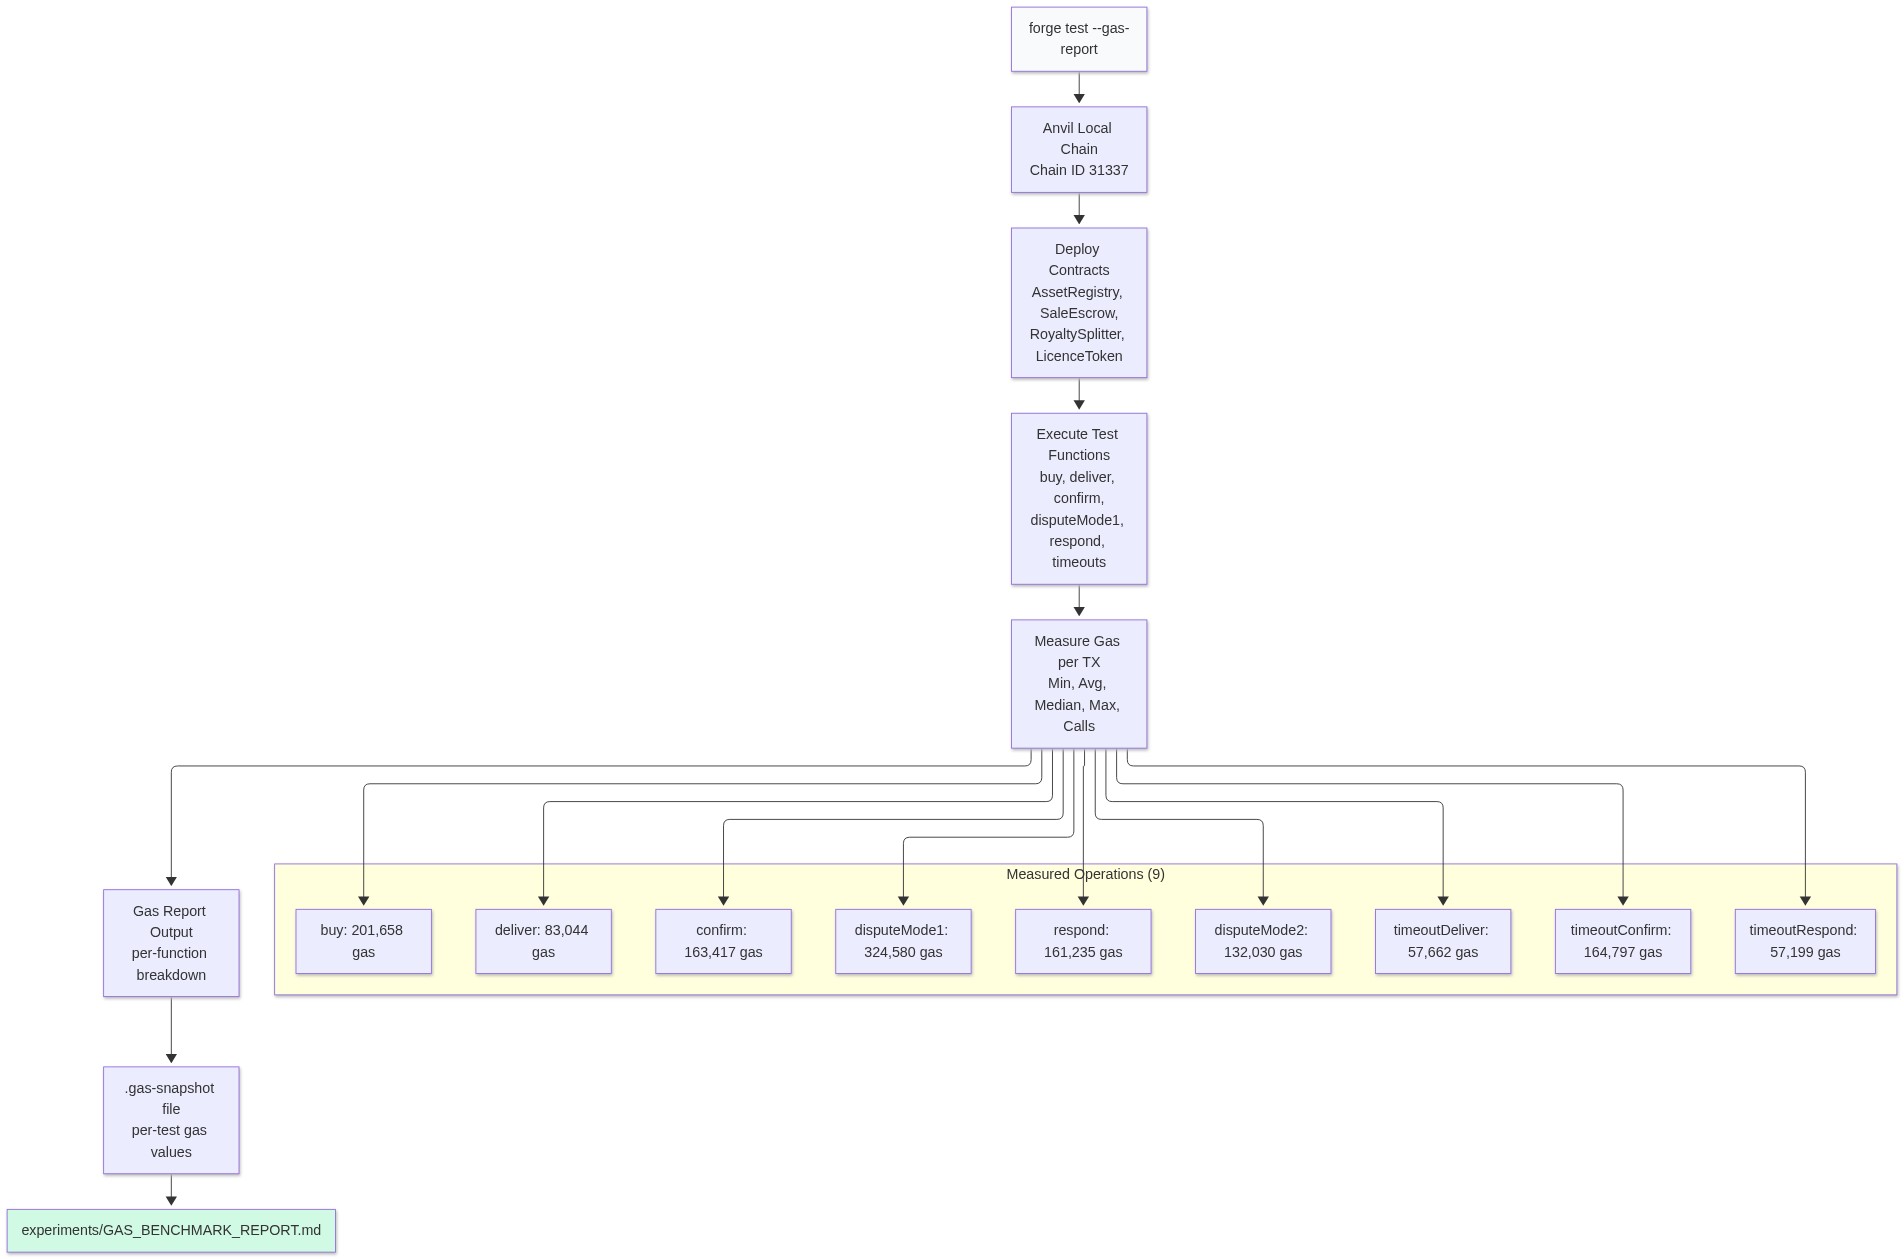 forge test --gas-
report
Anvil Local
Chain
Chain ID 31337
Deploy
Contracts
AssetRegistry,
SaleEscrow,
RoyaltySplitter,
LicenceToken
Execute Test
Functions
buy, deliver,
confirm,
disputeMode1,
respond,
timeouts
Measure Gas
per TX
Min, Avg,
Median, Max,
Calls
Measured Operations (9)
buy: 201,658
gas
deliver: 83,044
gas
confirm:
163,417 gas
disputeMode1:
324,580 gas
respond:
161,235 gas
disputeMode2:
132,030 gas
timeoutDeliver:
57,662 gas
timeoutConfirm:
164,797 gas
timeoutRespond:
57,199 gas
Gas Report
Output
per-function
breakdown
.gas-snapshot
file
per-test gas
values
experiments/GAS_BENCHMARK_REPORT.md